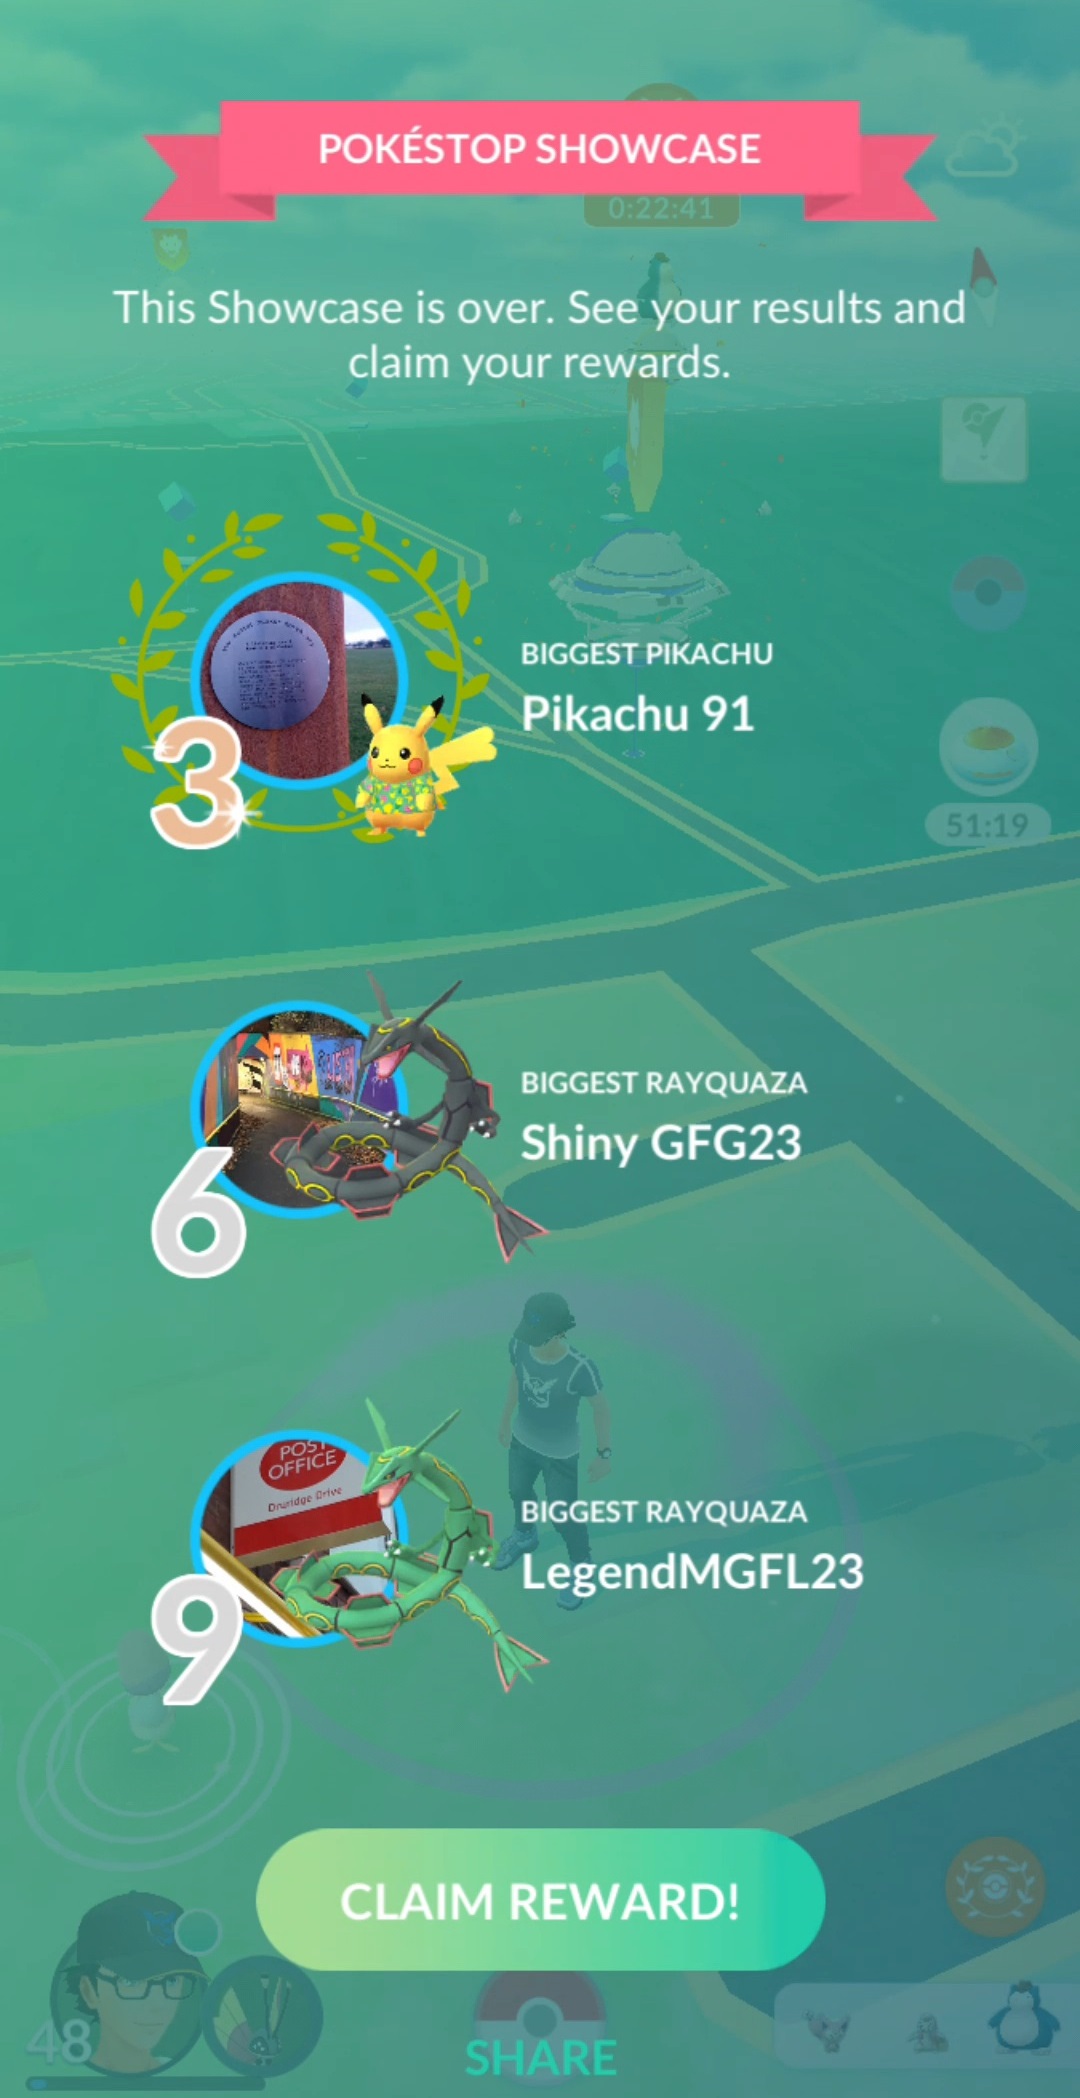 POKÉSTOP SHOWCASE
0:22:41
This Showcase is over. See your results and
claim your rewards.
BIGGEST PIKACHU
Pikachu 91
3
51:19
BIGGEST RAYQUAZA
Shiny GFG23
6
POST
OFFICE
Druridge Drive
BIGGEST RAYQUAZA
LegendMGFL23
9
CLAIM REWARD!
48
SHARE